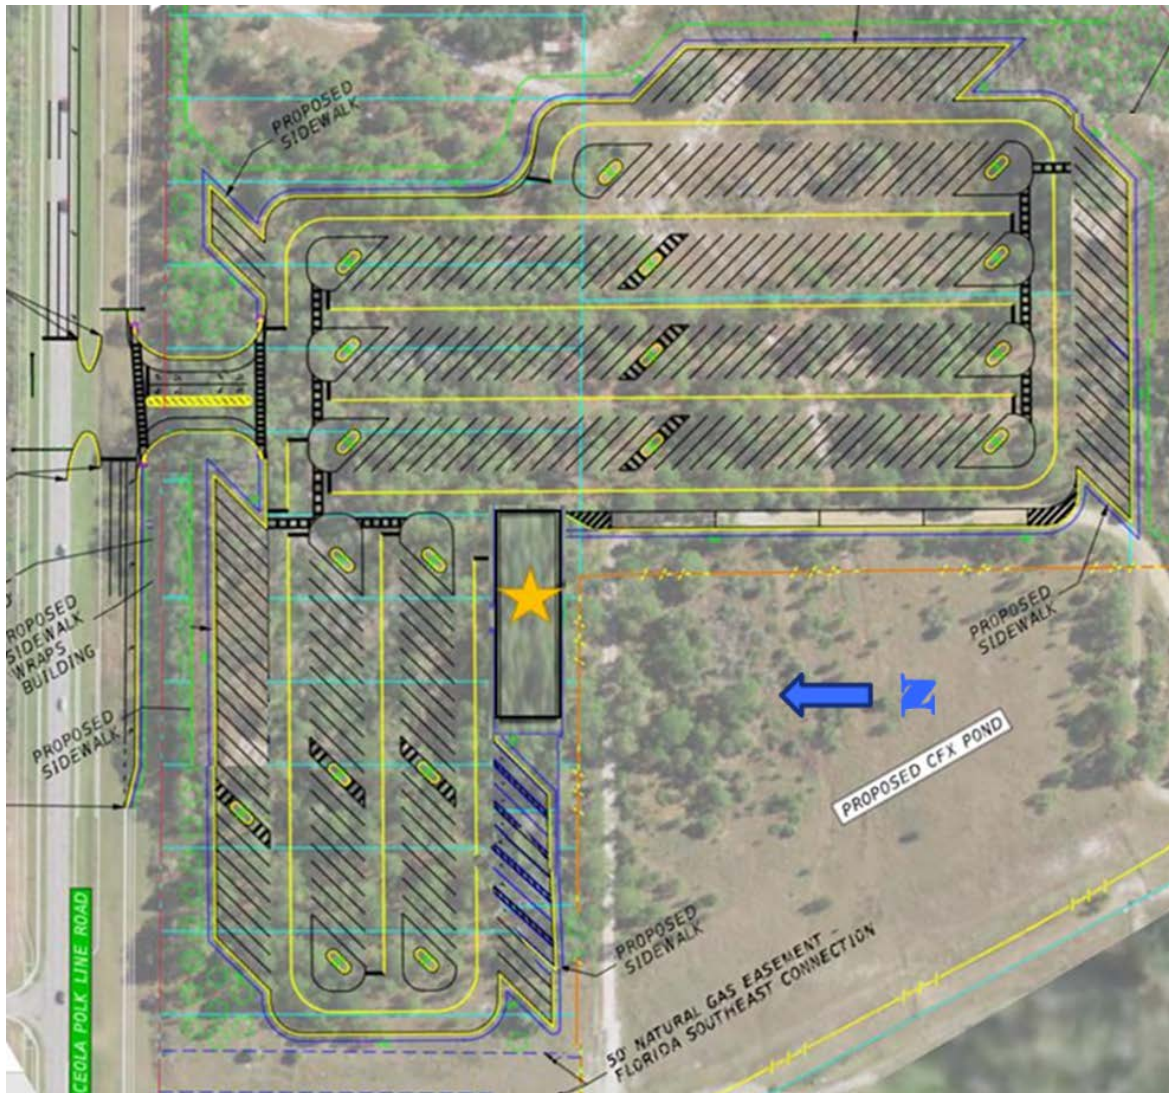 PROPOSED
SIDEWALK
SIDEWALK
WRAPS
BUILDING
PROPOSED
SIDEWALK
PROPOSED
SIDEWALK
N
PROPOSED CFX POND
PROPOSED
SIDEWALK
50' NATURAL GAS EASEMENT -
FLORIDA SOUTHEAST CONNECTION
CEOLA POLK LINE ROAD